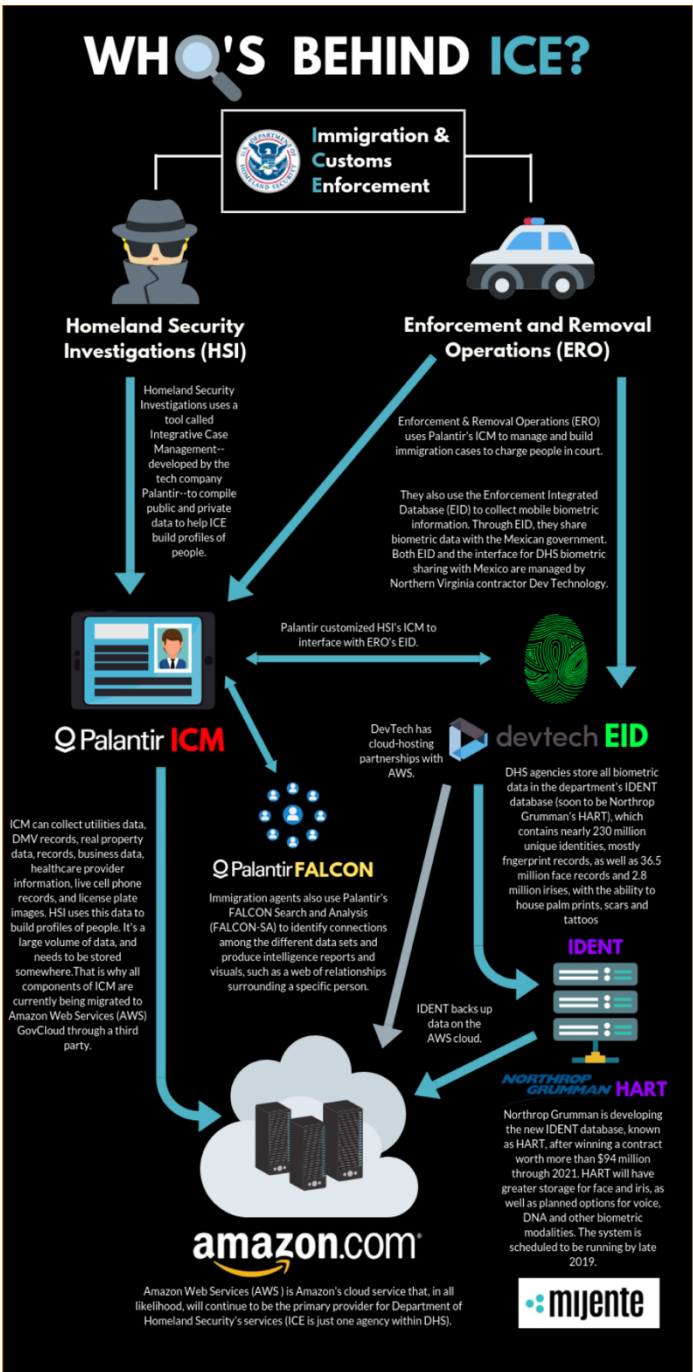 WHO'S BEHIND ICE?
U.S. DEPARTMENT OF
HOMELAND SECURITY
Immigration &
Customs
Enforcement
Homeland Security
Investigations (HSI)
Enforcement and Removal
Operations (ERO)
Homeland Security
Investigations uses a
tool called
Integrative Case
Management--
developed by the
tech company
Palantir--to compile
public and private
data to help ICE
build profiles of
people.
Enforcement & Removal Operations (ERO)
uses Palantir's ICM to manage and build
immigration cases to charge people in court.
They also use the Enforcement Integrated
Database (EID) to collect mobile biometric
information. Through EID, they share
biometric data with the Mexican government.
Both EID and the interface for DHS biometric
sharing with Mexico are managed by
Northern Virginia contractor Dev Technology.
Palantir customized HSI's ICM to
interface with ERO's EID.
Palantir ICM
DevTech has
cloud-hosting
partnerships with
AWS.
devtech EID
ICM can collect utilities data,
DMV records, real property
data, records, business data,
healthcare provider
information, live cell phone
records, and license plate
images. HSI uses this data to
build profiles of people. It's a
large volume of data, and
needs to be stored
somewhere.That is why all
components of ICM are
currently being migrated to
Amazon Web Services (AWS)
GovCloud through a third
party.
Palantir FALCON
Immigration agents also use Palantir's
FALCON Search and Analysis
(FALCON-SA) to identify connections
among the different data sets and
produce intelligence reports and
visuals, such as a web of relationships
surrounding a specific person.
DHS agencies store all biometric
data in the department's IDENT
database (soon to be Northrop
Grumman's HART), which
contains nearly 230 million
unique identities, mostly
fngerprint records, as well as 36.5
million face records and 2.8
million irises, with the ability to
house palm prints, scars and
tattoos
IDENT
IDENT backs up
data on the
AWS cloud.
NORTHROP
GRUMMAN HART
Northrop Grumman is developing
the new IDENT database, known
as HART, after winning a contract
worth more than $94 million
through 2021. HART will have
greater storage for face and iris, as
well as planned options for voice,
DNA and other biometric
modalities. The system is
scheduled to be running by late
2019.
amazon.com
Amazon Web Services (AWS ) is Amazon's cloud service that, in all
likelihood, will continue to be the primary provider for Department of
Homeland Security's services (ICE is just one agency within DHS).
mijente